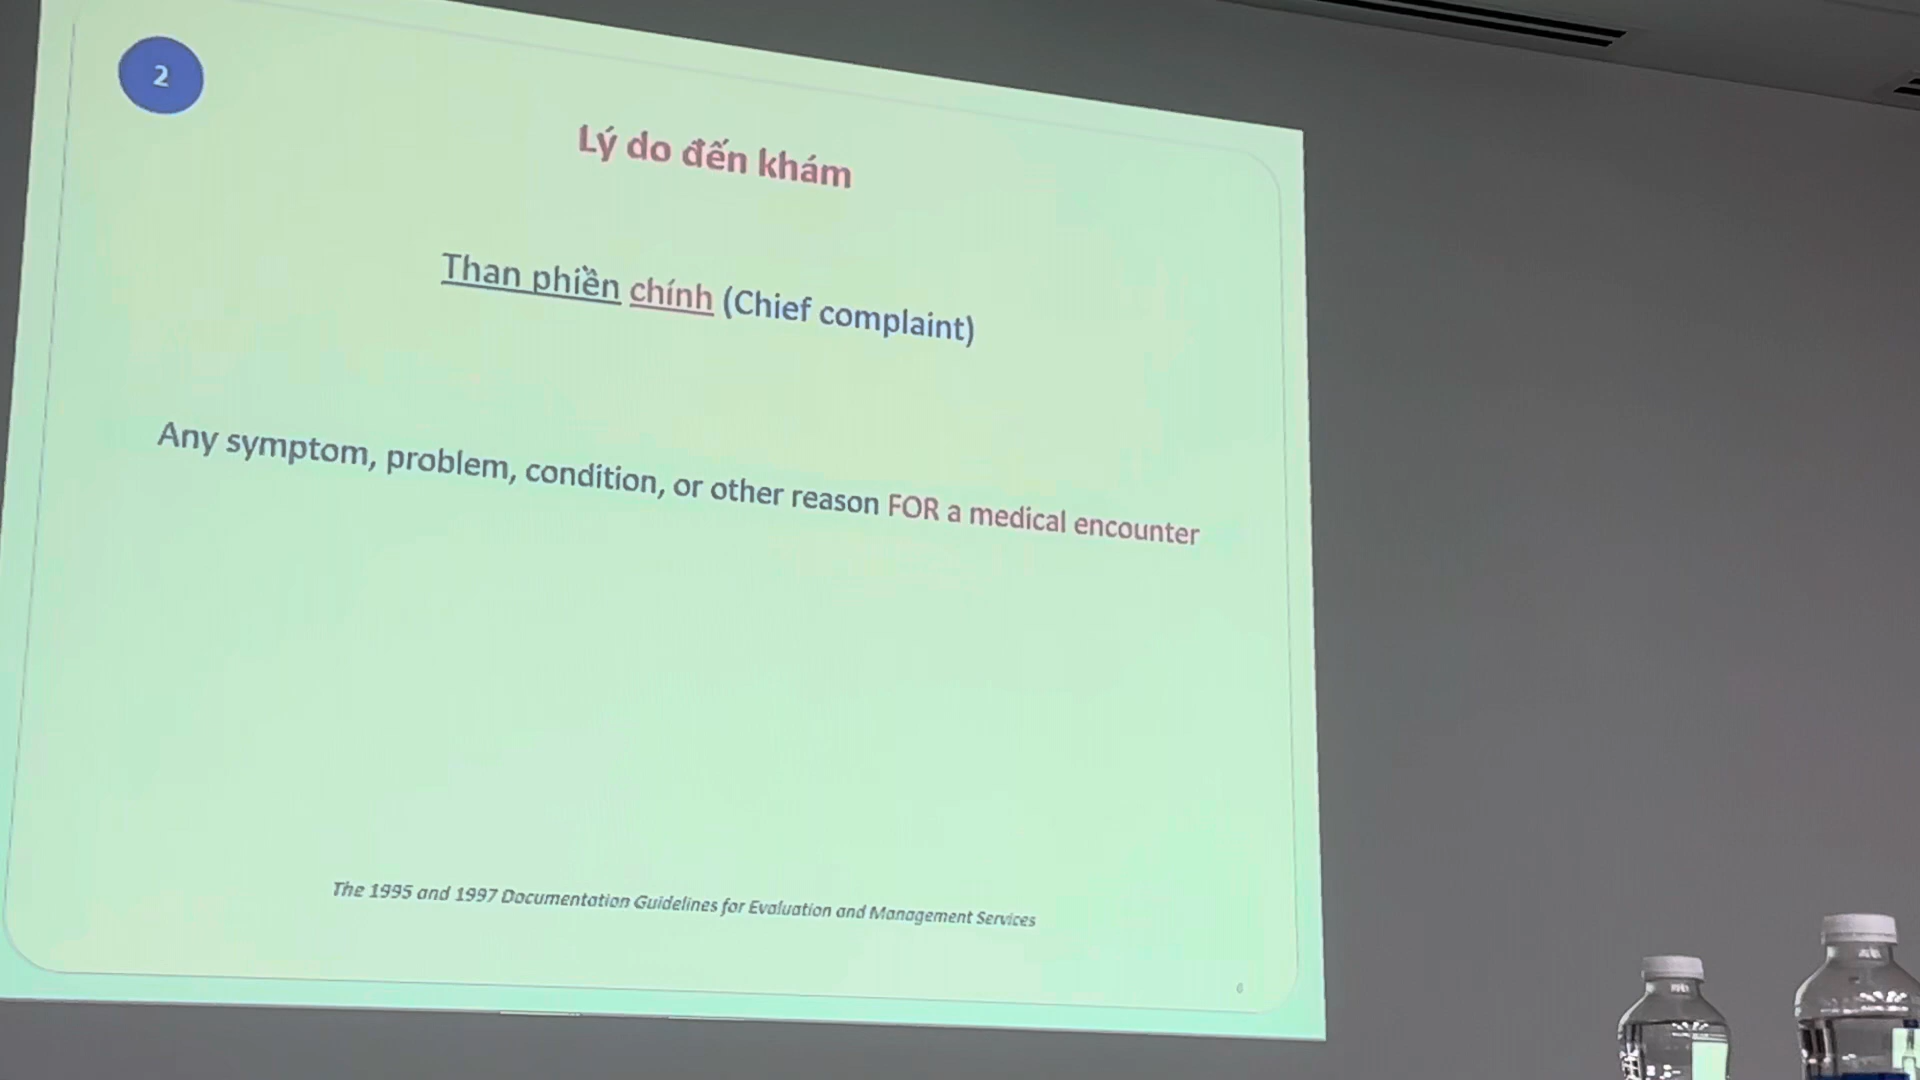 2
Lý do đến khám
Than phiền chính (Chief complaint)
Any symptom, problem, condition, or other reason FOR a medical encounter
The 1995 and 1997 Documentation Guidelines for Evaluation and Management Services
6